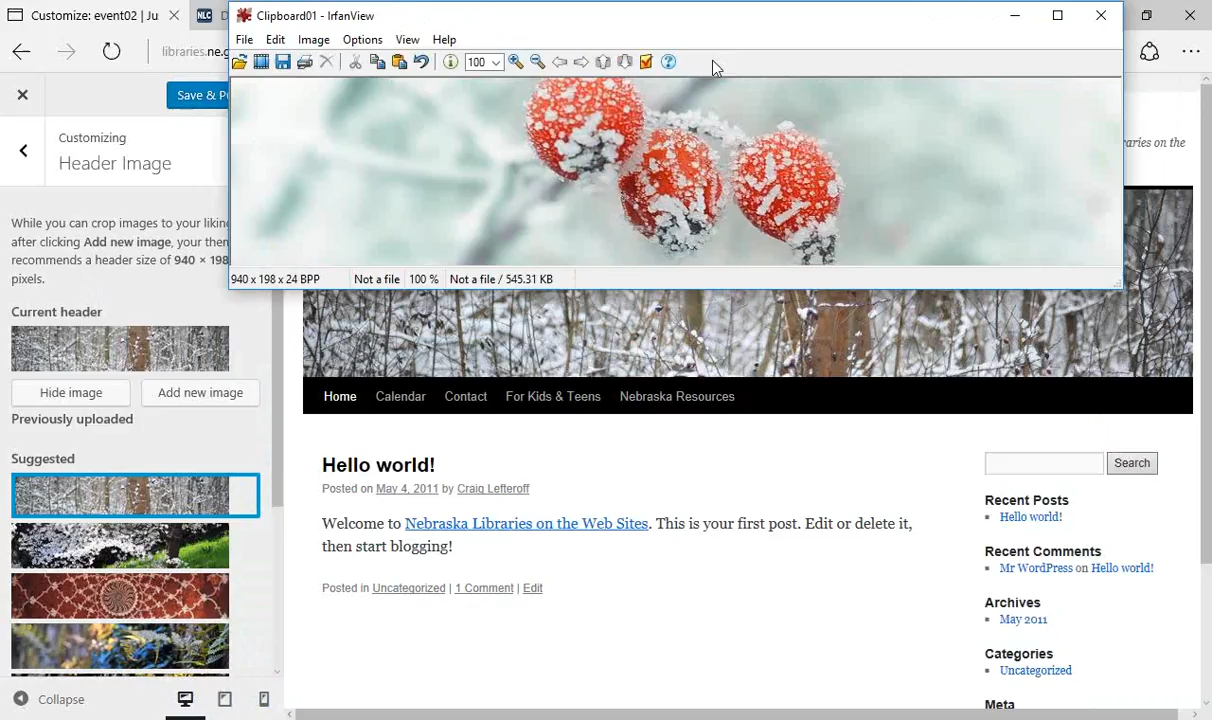 Customize: event02 | Ju
NLC
Clipboard01 - IrfanView
File Edit Image Options View Help
100
libraries.ne.g
Save & P
Customizing
Header Image
raries on the
While you can crop images to your liking
after clicking Add new image, your them
recommends a header size of 940 × 198
pixels.
940 x 198 x 24 BPP Not a file 100 % Not a file / 545.31 KB
Current header
Hide image
Add new image
Previously uploaded
Suggested
Collapse
Home Calendar Contact For Kids & Teens Nebraska Resources
Hello world!
Posted on May 4, 2011 by Craig Lefteroff
Welcome to Nebraska Libraries on the Web Sites. This is your first post. Edit or delete it,
then start blogging!
Posted in Uncategorized | 1 Comment | Edit
Search
Recent Posts
Hello world!
Recent Comments
Mr WordPress on Hello world!
Archives
May 2011
Categories
Uncategorized
Meta